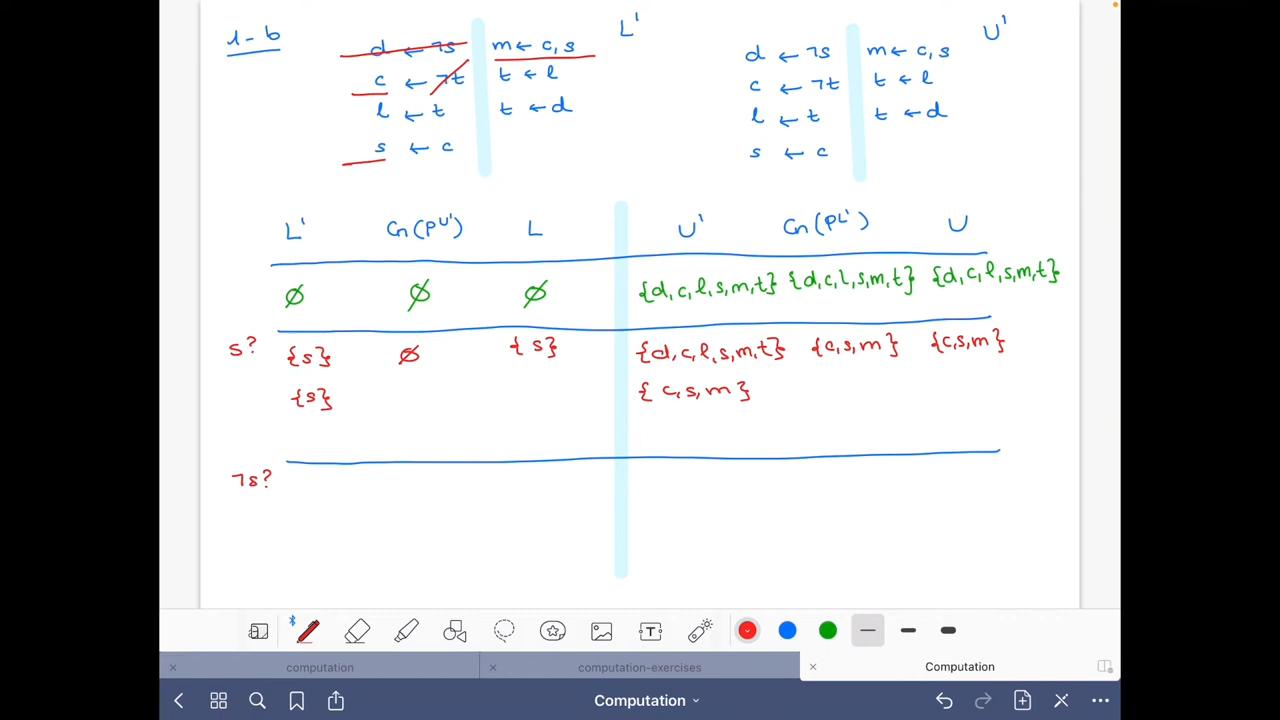 1-b
L'
d ← ¬s m ← c, s
c ← ¬t t ← l
l ← t t ← d
s ← c
U'
d ← ¬s m ← c, s
c ← ¬t t ← l
l ← t t ← d
s ← c
L' Cn(P^U') L U' Cn(P^L') U
∅ ∅ ∅ {d,c,l,s,m,t} {d,c,l,s,m,t} {d,c,l,s,m,t}
s? {s} ∅ {s} {d,c,l,s,m,t} {c,s,m} {c,s,m}
{s} {c,s,m}
¬s?
computation
computation-exercises
Computation
Computation